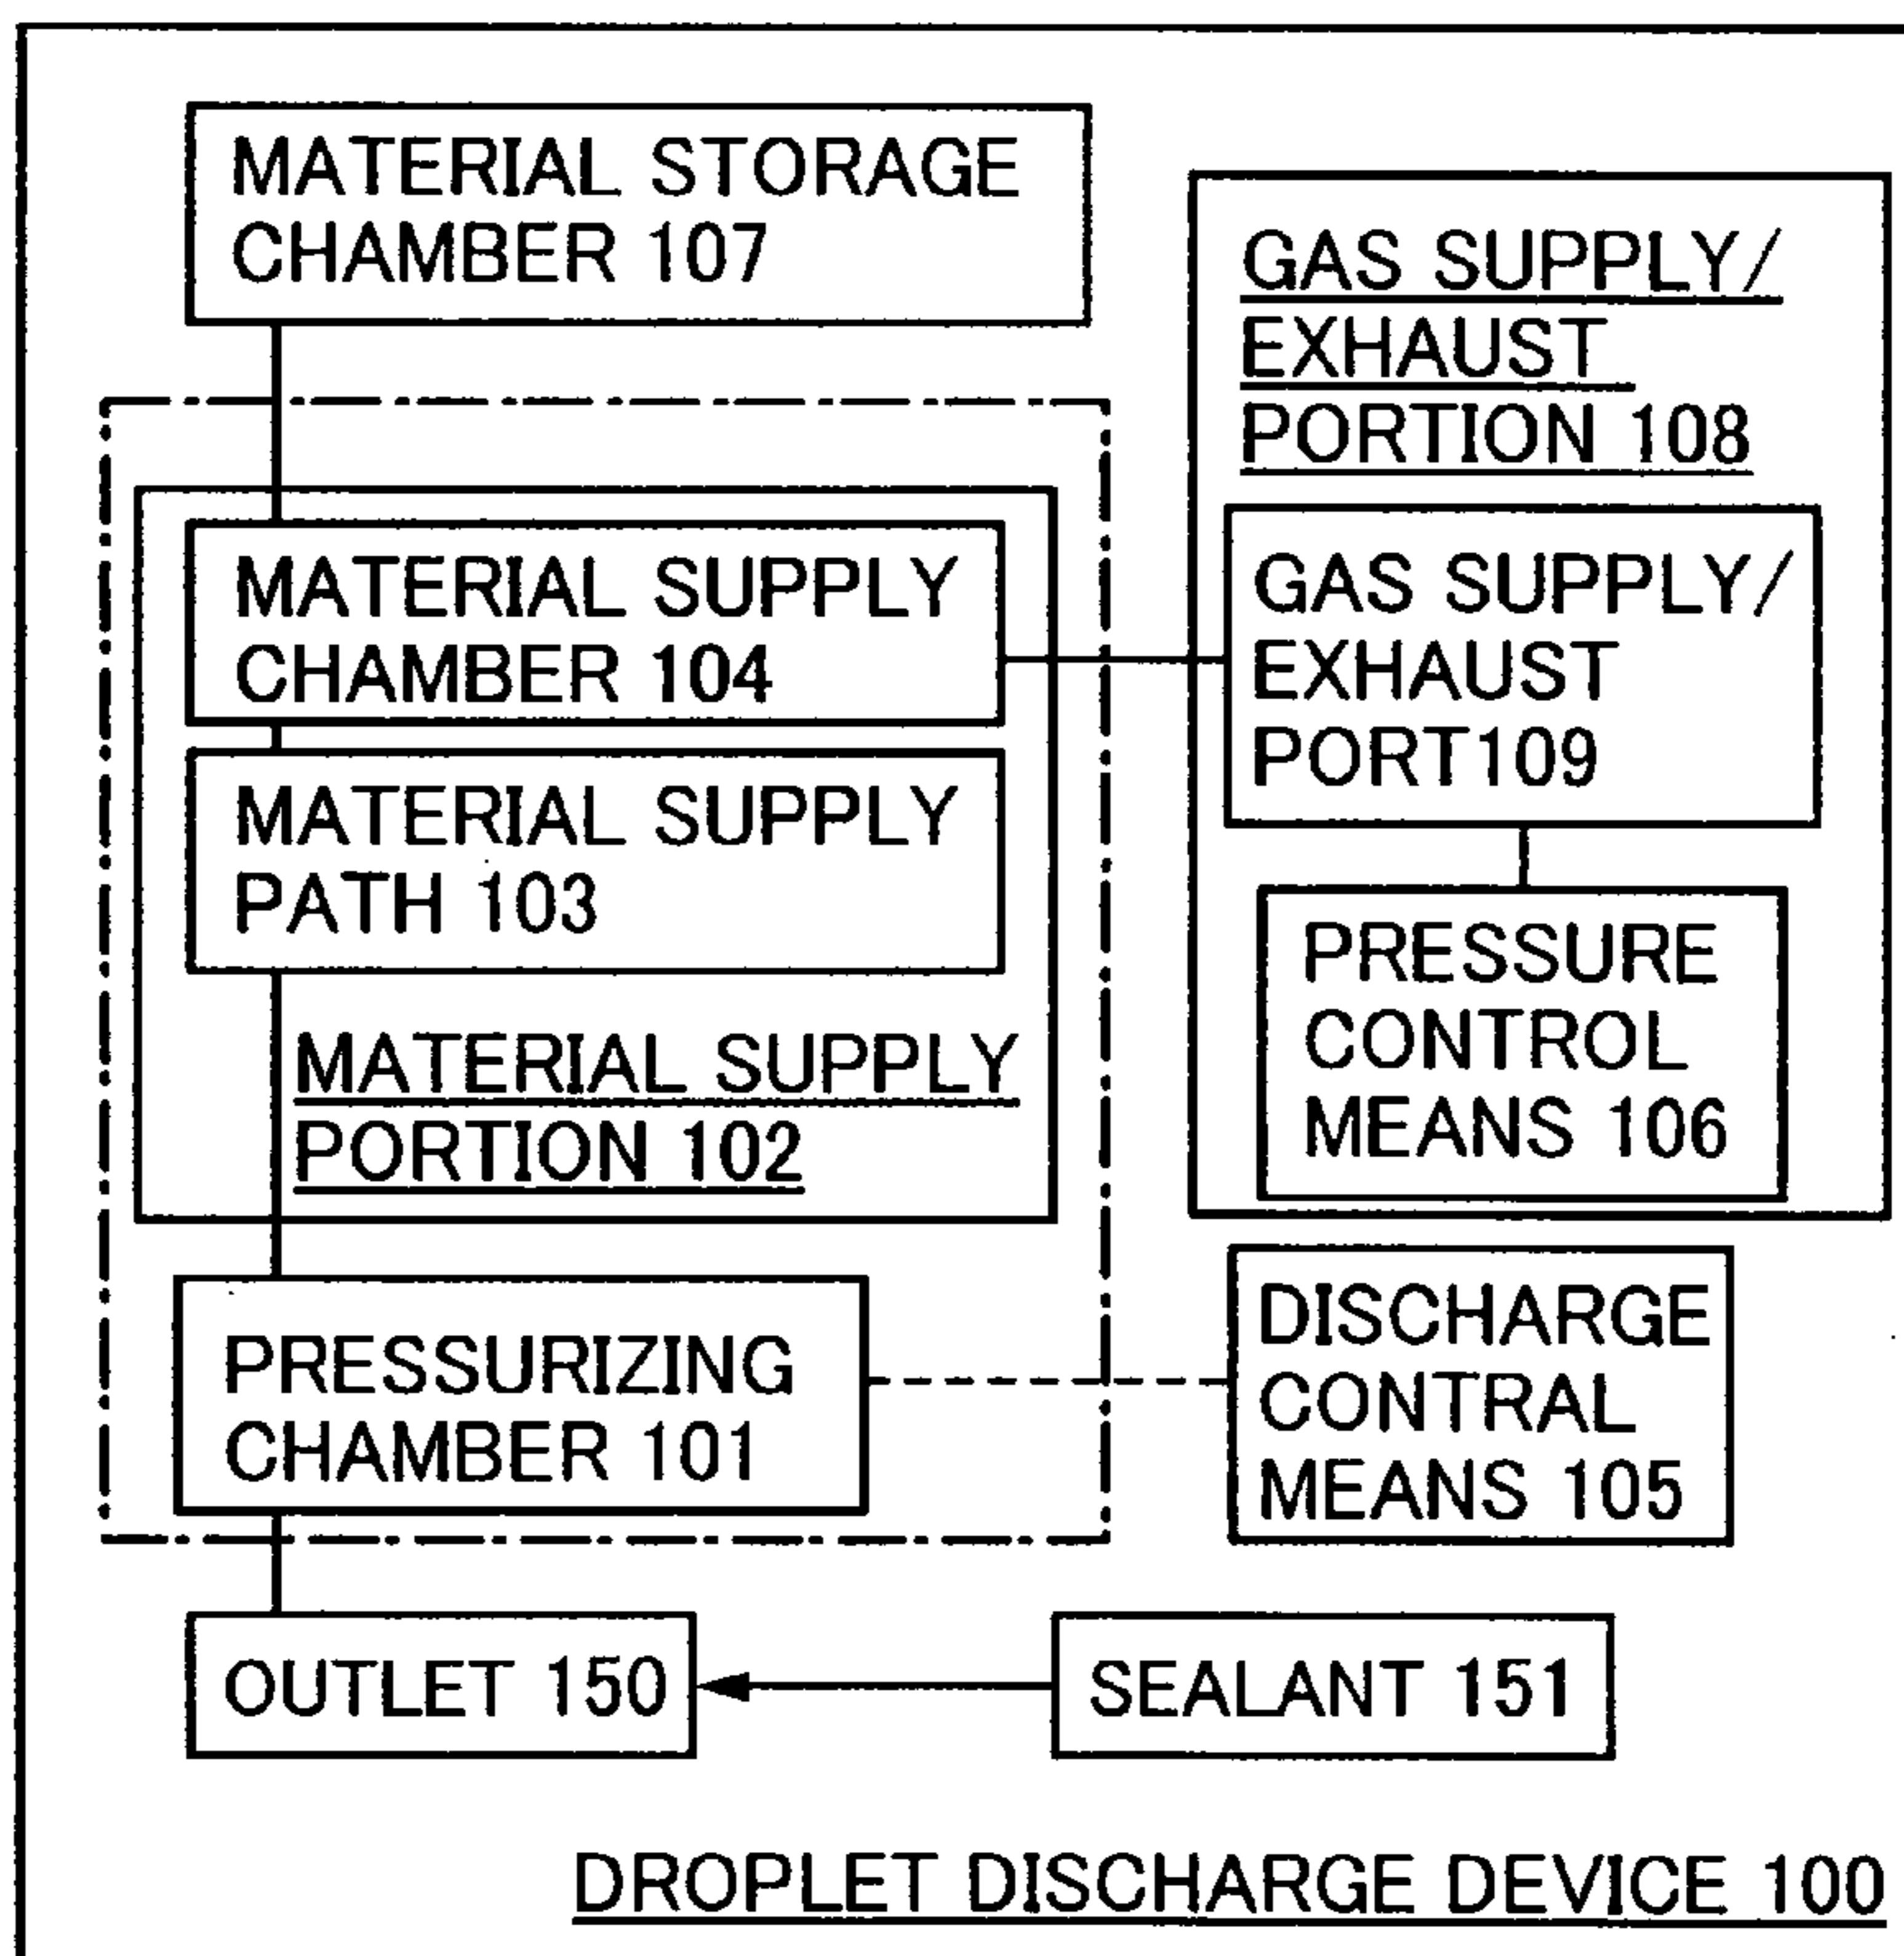 MATERIAL STORAGE
CHAMBER 107
GAS SUPPLY/
EXHAUST
PORTION 108
MATERIAL SUPPLY
CHAMBER 104
GAS SUPPLY/
EXHAUST
PORT109
MATERIAL SUPPLY
PATH 103
PRESSURE
CONTROL
MEANS 106
MATERIAL SUPPLY
PORTION 102
PRESSURIZING
CHAMBER 101
DISCHARGE
CONTRAL
MEANS 105
OUTLET 150
SEALANT 151
DROPLET DISCHARGE DEVICE 100